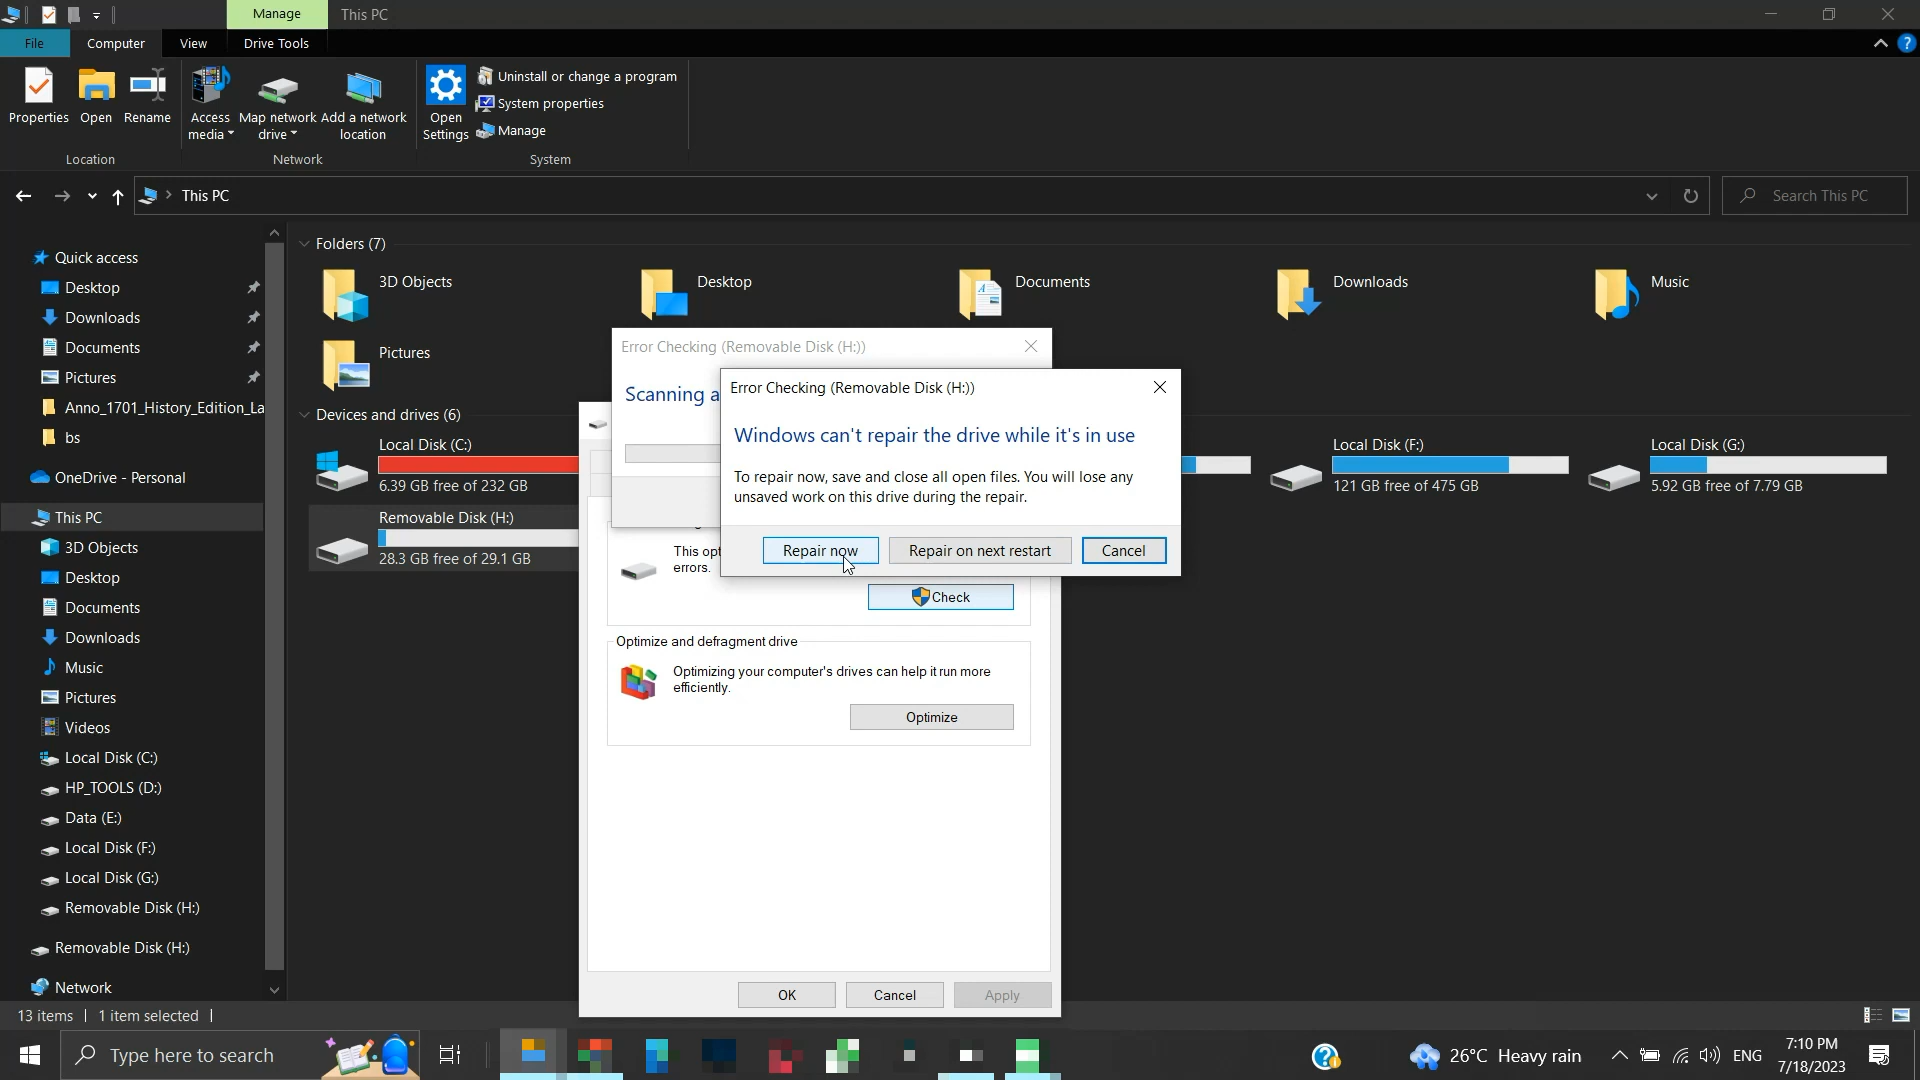 Manage
This PC
File
Computer
View
Drive Tools
Properties
Open
Rename
Access
media
Map network
drive
Add a network
location
Open
Settings
Uninstall or change a program
System properties
Manage
Location
Network
System
This PC
Search This PC
Quick access
Desktop
Downloads
Documents
Pictures
Anno_1701_History_Edition_La
bs
OneDrive - Personal
This PC
3D Objects
Desktop
Documents
Downloads
Music
Pictures
Videos
Local Disk (C:)
HP_TOOLS (D:)
Data (E:)
Local Disk (F:)
Local Disk (G:)
Removable Disk (H:)
Removable Disk (H:)
Network
Folders (7)
3D Objects
Desktop
Documents
Downloads
Music
Pictures
Devices and drives (6)
Local Disk (C:)
6.39 GB free of 232 GB
Local Disk (F:)
121 GB free of 475 GB
Local Disk (G:)
5.92 GB free of 7.79 GB
Removable Disk (H:)
28.3 GB free of 29.1 GB
Error Checking (Removable Disk (H:))
Scanning a
Error Checking (Removable Disk (H:))
Windows can't repair the drive while it's in use
To repair now, save and close all open files. You will lose any
unsaved work on this drive during the repair.
Repair now
Repair on next restart
Cancel
This opt
errors.
Check
Optimize and defragment drive
Optimizing your computer's drives can help it run more
efficiently.
Optimize
OK
Cancel
Apply
13 items
1 item selected
Type here to search
26°C Heavy rain
ENG
7:10 PM
7/18/2023